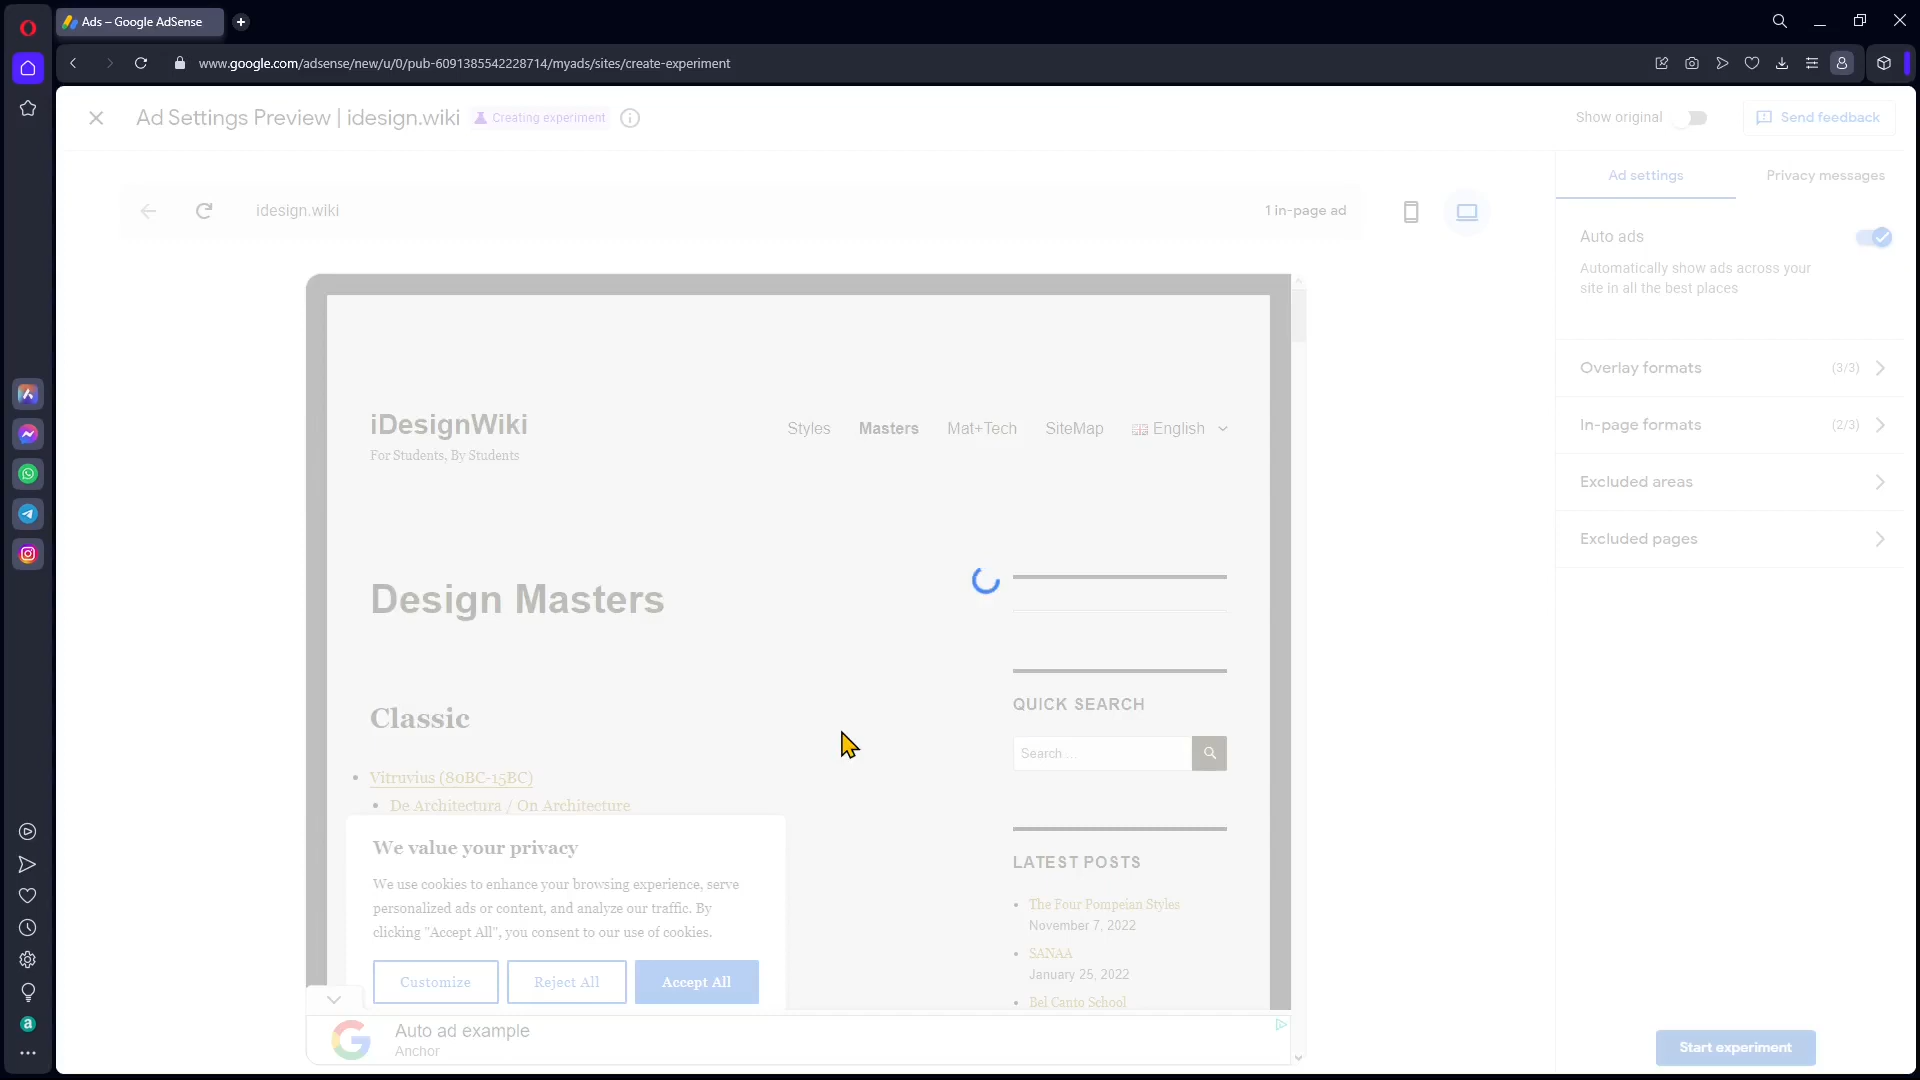 Ads – Google AdSense
www.google.com/adsense/new/u/0/pub-6091385542228714/myads/sites/create-experiment
Ad Settings Preview | idesign.wiki
Creating experiment
Show original
Send feedback
idesign.wiki
1 in-page ad
Ad settings
Privacy messages
Auto ads
Automatically show ads across your
site in all the best places
Overlay formats (3/3)
In-page formats (2/3)
Excluded areas
Excluded pages
iDesignWiki
For Students, By Students
Styles
Masters
Mat+Tech
SiteMap
English
Design Masters
Classic
Vitruvius (80BC-15BC)
De Architectura / On Architecture
QUICK SEARCH
Search …
LATEST POSTS
The Four Pompeian Styles
November 7, 2022
SANAA
January 25, 2022
Bel Canto School
We value your privacy
We use cookies to enhance your browsing experience, serve
personalized ads or content, and analyze our traffic. By
clicking "Accept All", you consent to our use of cookies.
Customize
Reject All
Accept All
Auto ad example
Anchor
Start experiment